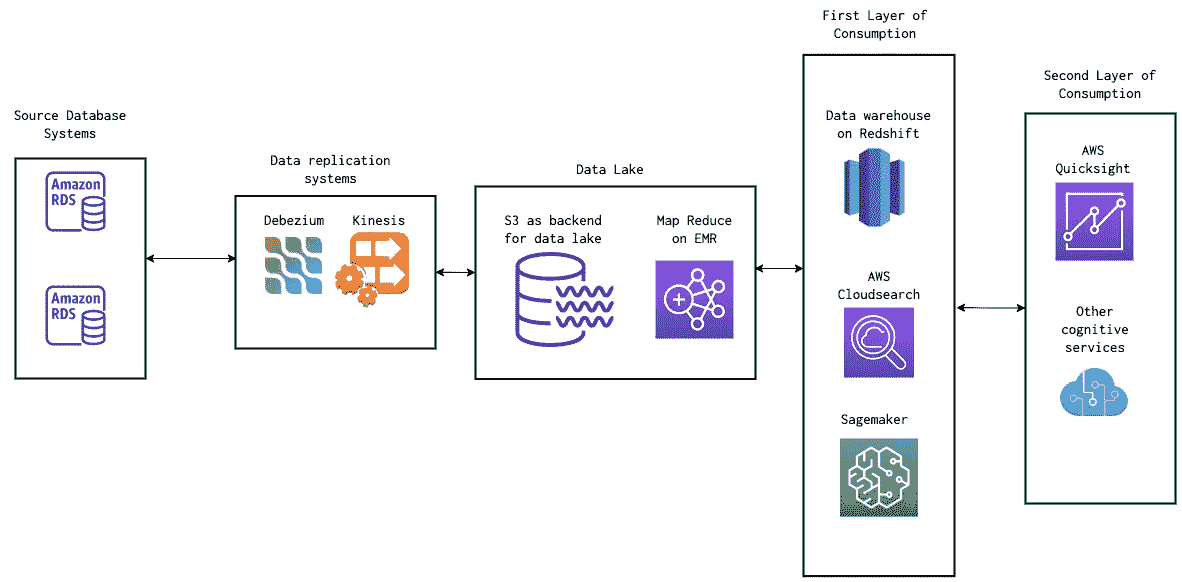 Source Database
Systems
Amazon
RDS
Amazon
RDS
Data replication
systems
Debezium
Kinesis
Data Lake
S3 as backend
for data lake
Map Reduce
on EMR
First Layer of
Consumption
Data warehouse
on Redshift
AWS
Cloudsearch
Sagemaker
Second Layer of
Consumption
AWS
Quicksight
Other
cognitive
services